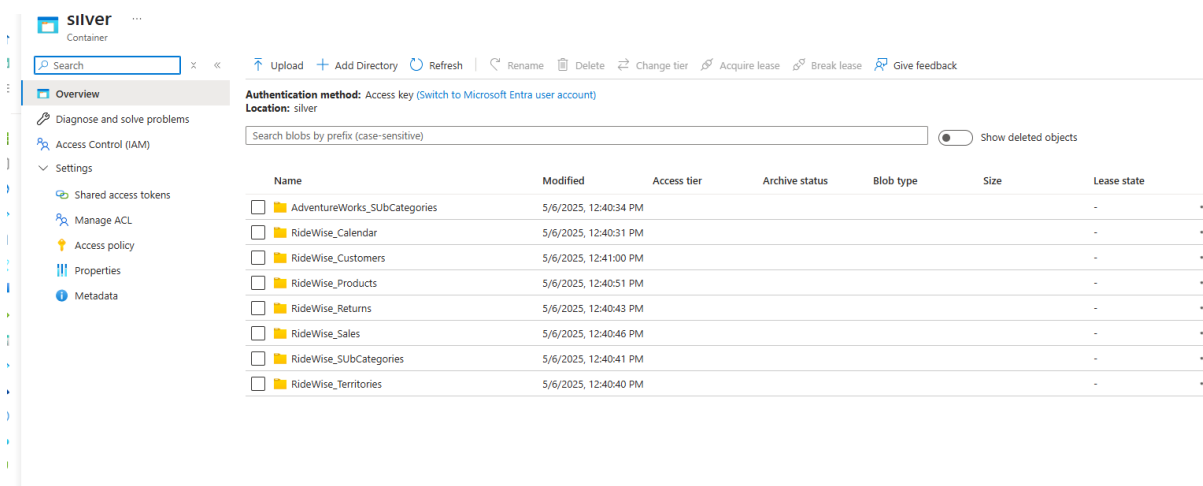 silver ...
Container
Search
Upload Add Directory Refresh Rename Delete Change tier Acquire lease Break lease Give feedback
Overview
Diagnose and solve problems
Access Control (IAM)
Settings
Shared access tokens
Manage ACL
Access policy
Properties
Metadata
Authentication method: Access key (Switch to Microsoft Entra user account)
Location: silver
Search blobs by prefix (case-sensitive)
Show deleted objects
Name Modified Access tier Archive status Blob type Size Lease state
AdventureWorks_SUbCategories 5/6/2025, 12:40:34 PM -
RideWise_Calendar 5/6/2025, 12:40:31 PM -
RideWise_Customers 5/6/2025, 12:41:00 PM -
RideWise_Products 5/6/2025, 12:40:51 PM -
RideWise_Returns 5/6/2025, 12:40:43 PM -
RideWise_Sales 5/6/2025, 12:40:46 PM -
RideWise_SUbCategories 5/6/2025, 12:40:41 PM -
RideWise_Territories 5/6/2025, 12:40:40 PM -